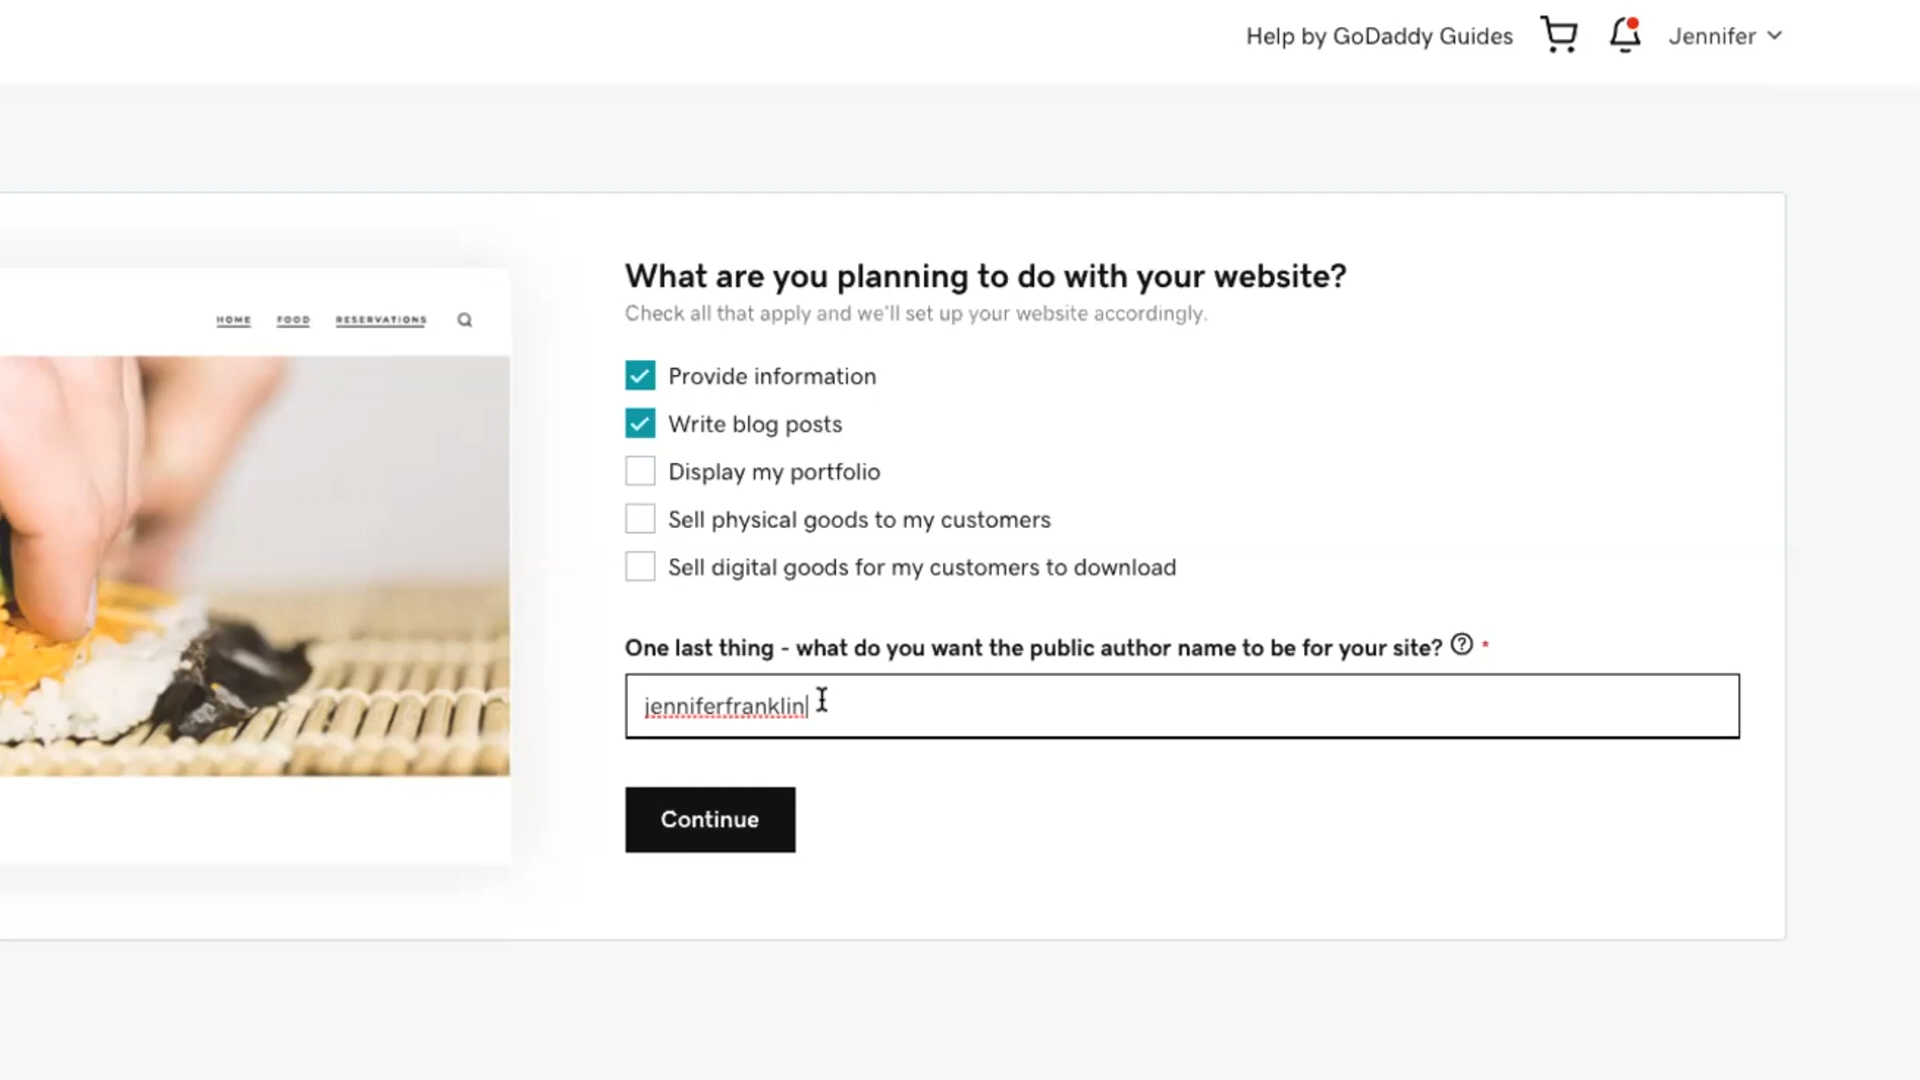 Help by GoDaddy Guides
Jennifer
HOME FOOD RESERVATIONS
What are you planning to do with your website?
Check all that apply and we'll set up your website accordingly.
Provide information
Write blog posts
Display my portfolio
Sell physical goods to my customers
Sell digital goods for my customers to download
One last thing - what do you want the public author name to be for your site? ? *
jenniferfranklin
Continue